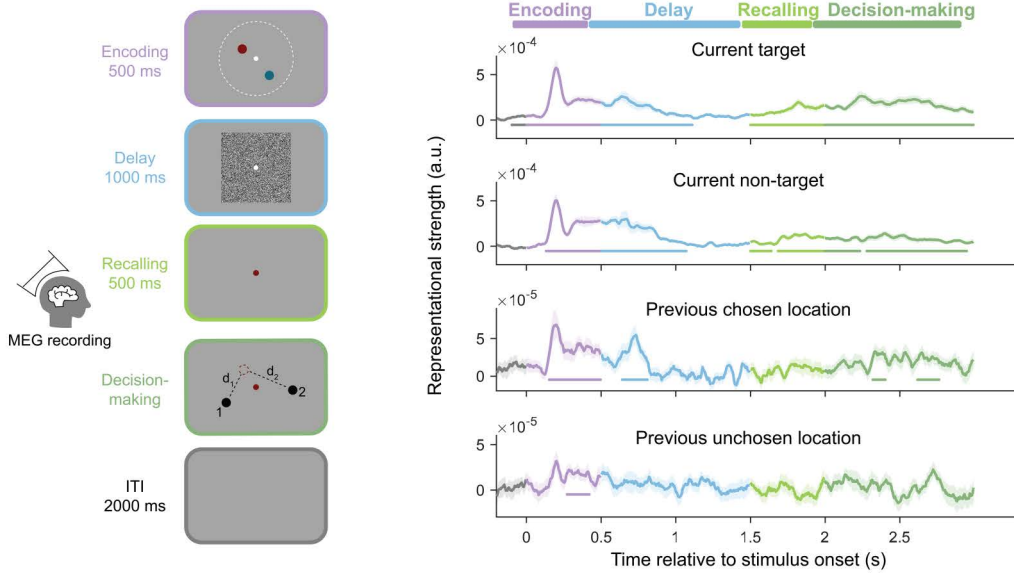 Encoding
500 ms
Delay
1000 ms
Recalling
500 ms
MEG recording
Decision-
making
d1
d2
1
2
ITI
2000 ms
Encoding Delay Recalling Decision-making
Representational strength (a.u.)
×10⁻⁴
Current target
5
0
×10⁻⁴
Current non-target
5
0
×10⁻⁵
Previous chosen location
5
0
×10⁻⁵
Previous unchosen location
5
0
0 0.5 1 1.5 2 2.5
Time relative to stimulus onset (s)